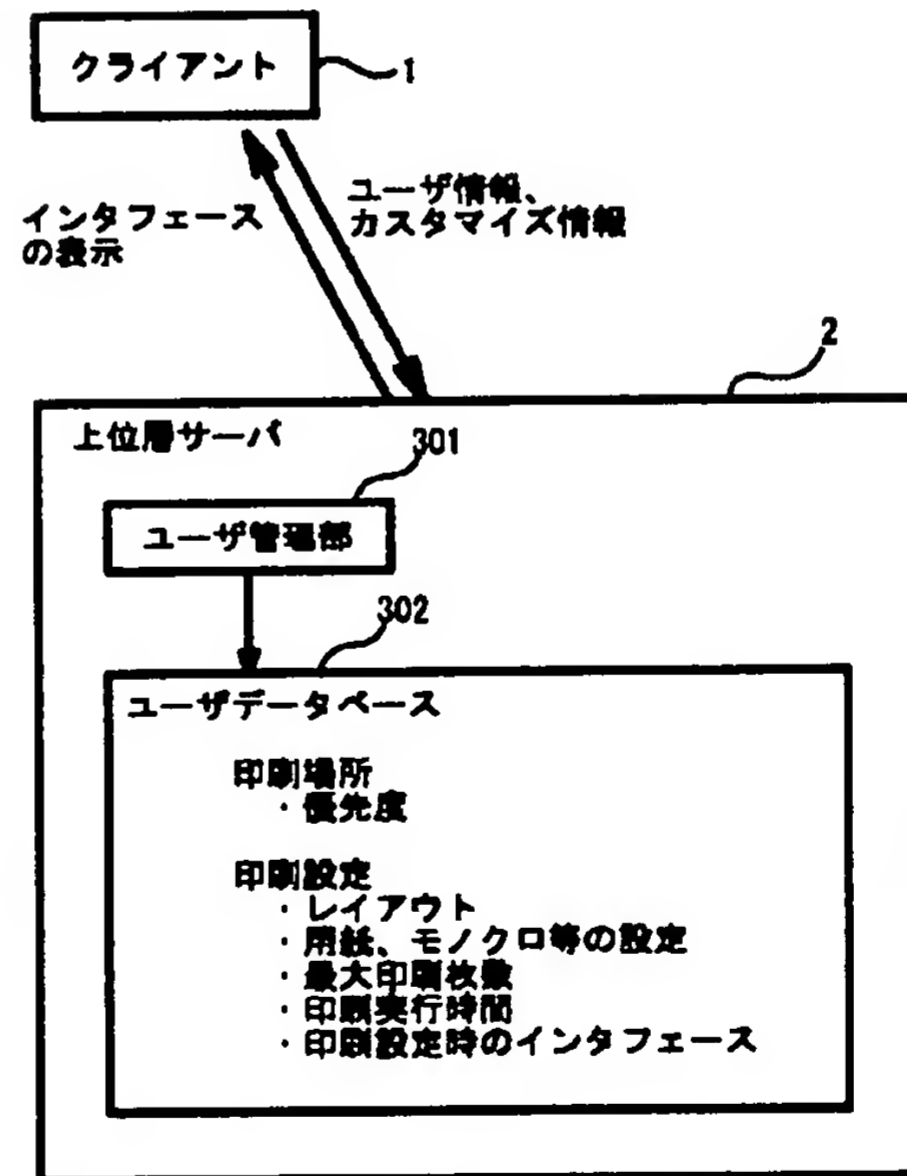 クライアント
1
インタフェース
の表示
ユーザ情報、
カスタマイズ情報
2
上位層サーバ
301
ユーザ管理部
302
ユーザデータベース
印刷場所
・優先度
印刷設定
・レイアウト
・用紙、モノクロ等の設定
・最大印刷枚数
・印刷実行時間
・印刷設定時のインタフェース